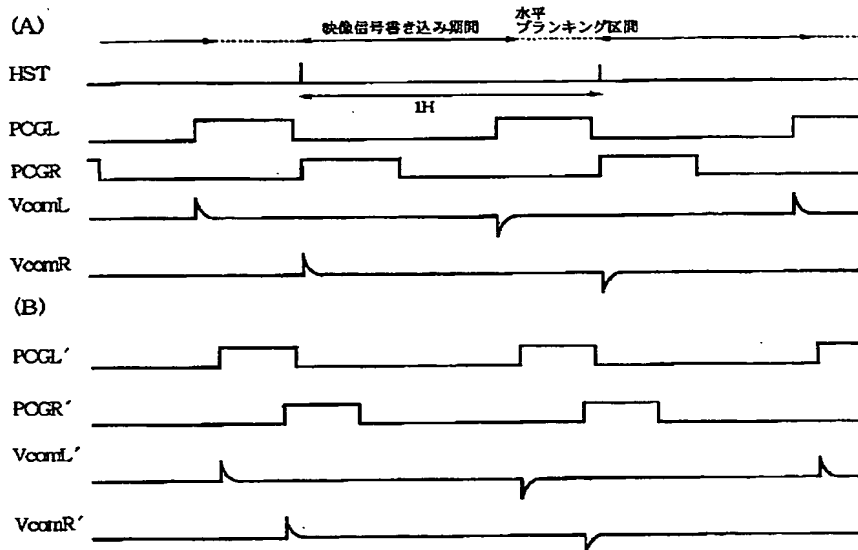 (A)
映像信号書き込み期間
水平
ブランキング区間
HST
1H
PCGL
PCGR
VcomL
VcomR
(B)
PCGL´
PCGR´
VcomL´
VcomR´